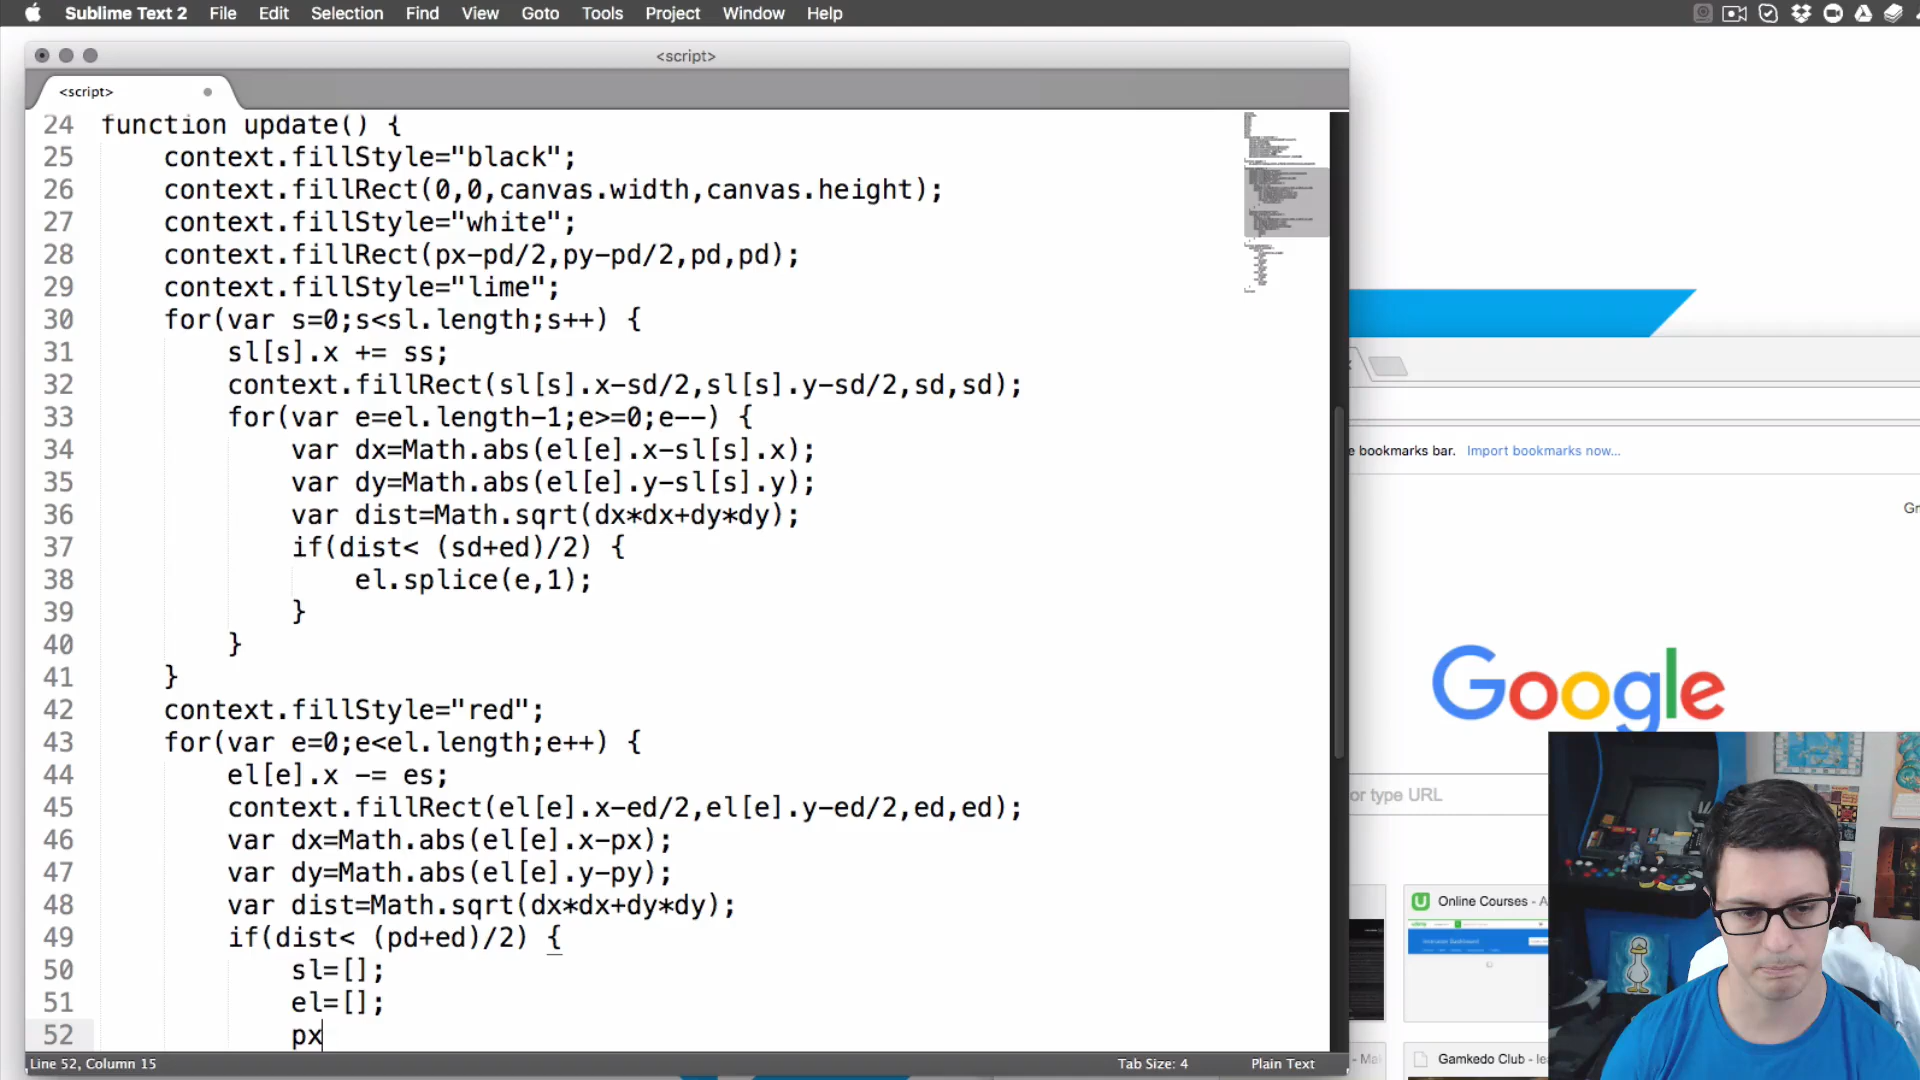 Sublime Text 2 File Edit Selection Find View Goto Tools Project Window Help
<script>
<script>
24 function update() {
25 context.fillStyle="black";
26 context.fillRect(0,0,canvas.width,canvas.height);
27 context.fillStyle="white";
28 context.fillRect(px-pd/2,py-pd/2,pd,pd);
29 context.fillStyle="lime";
30 for(var s=0;s<sl.length;s++) {
31 sl[s].x += ss;
32 context.fillRect(sl[s].x-sd/2,sl[s].y-sd/2,sd,sd);
33 for(var e=el.length-1;e>=0;e--) {
34 var dx=Math.abs(el[e].x-sl[s].x);
35 var dy=Math.abs(el[e].y-sl[s].y);
36 var dist=Math.sqrt(dx*dx+dy*dy);
37 if(dist< (sd+ed)/2) {
38 el.splice(e,1);
39 }
40 }
41 }
42 context.fillStyle="red";
43 for(var e=0;e<el.length;e++) {
44 el[e].x -= es;
45 context.fillRect(el[e].x-ed/2,el[e].y-ed/2,ed,ed);
46 var dx=Math.abs(el[e].x-px);
47 var dy=Math.abs(el[e].y-py);
48 var dist=Math.sqrt(dx*dx+dy*dy);
49 if(dist< (pd+ed)/2) {
50 sl=[];
51 el=[];
52 px
Line 52, Column 15 Tab Size: 4 Plain Text
e bookmarks bar. Import bookmarks now...
Gr
Google
or type URL
Online Courses - A
Gamkedo Club - le